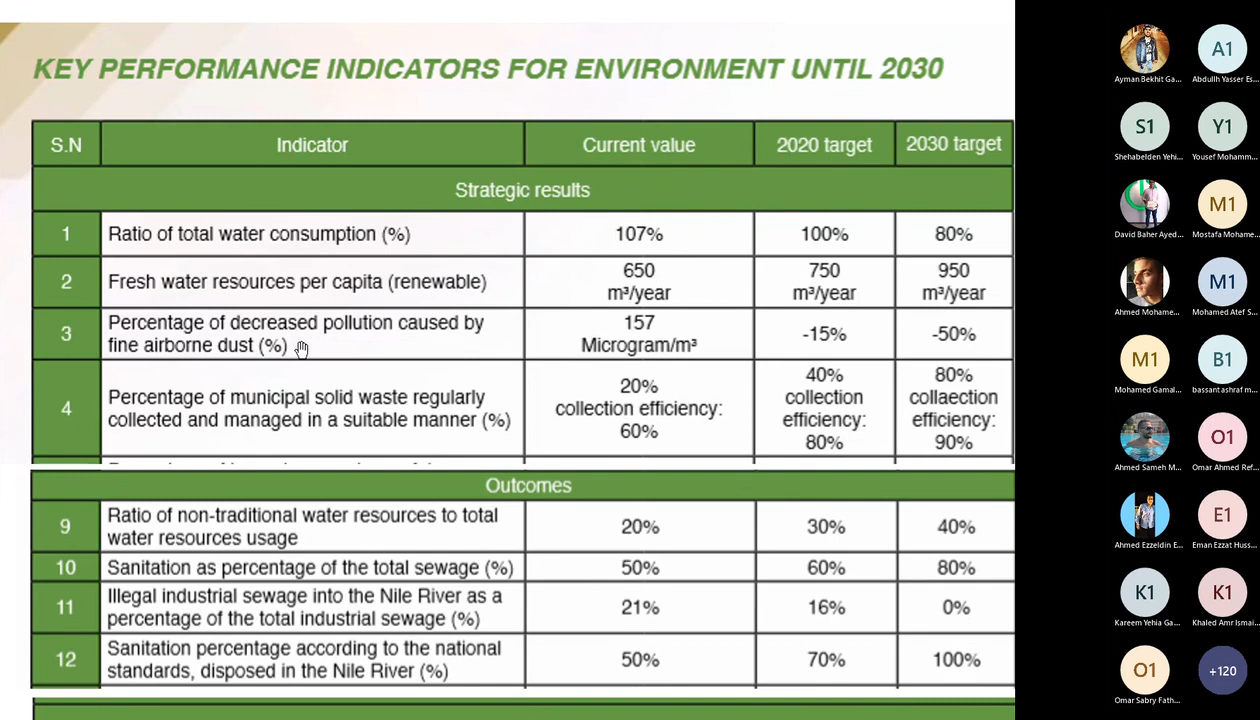 KEY PERFORMANCE INDICATORS FOR ENVIRONMENT UNTIL 2030
S.N Indicator Current value 2020 target 2030 target
Strategic results
1 Ratio of total water consumption (%) 107% 100% 80%
2 Fresh water resources per capita (renewable) 650 m³/year 750 m³/year 950 m³/year
3 Percentage of decreased pollution caused by
fine airborne dust (%) 157 Microgram/m³ -15% -50%
4 Percentage of municipal solid waste regularly
collected and managed in a suitable manner (%)
20%
collection efficiency:
60%
40%
collection
efficiency:
80%
80%
collaection
efficiency:
90%
Outcomes
9 Ratio of non-traditional water resources to total
water resources usage 20% 30% 40%
10 Sanitation as percentage of the total sewage (%) 50% 60% 80%
11 Illegal industrial sewage into the Nile River as a
percentage of the total industrial sewage (%) 21% 16% 0%
12 Sanitation percentage according to the national
standards, disposed in the Nile River (%) 50% 70% 100%
Ayman Bekhit Ga...
A1
Abdullh Yasser Es...
S1
Shehabelden Yehi...
Y1
Yousef Mohamm...
David Baher Ayed...
M1
Mostafa Mohame...
Ahmed Mohame...
M1
Mohamed Atef S...
M1
Mohamed Gamal...
B1
bassant ashraf m...
Ahmed Sameh M...
O1
Omar Ahmed Ref...
Ahmed Ezzeldin E...
E1
Eman Ezzat Huss...
K1
Kareem Yehia Ga...
K1
Khaled Amr Ismai...
O1
Omar Sabry Fath...
+120